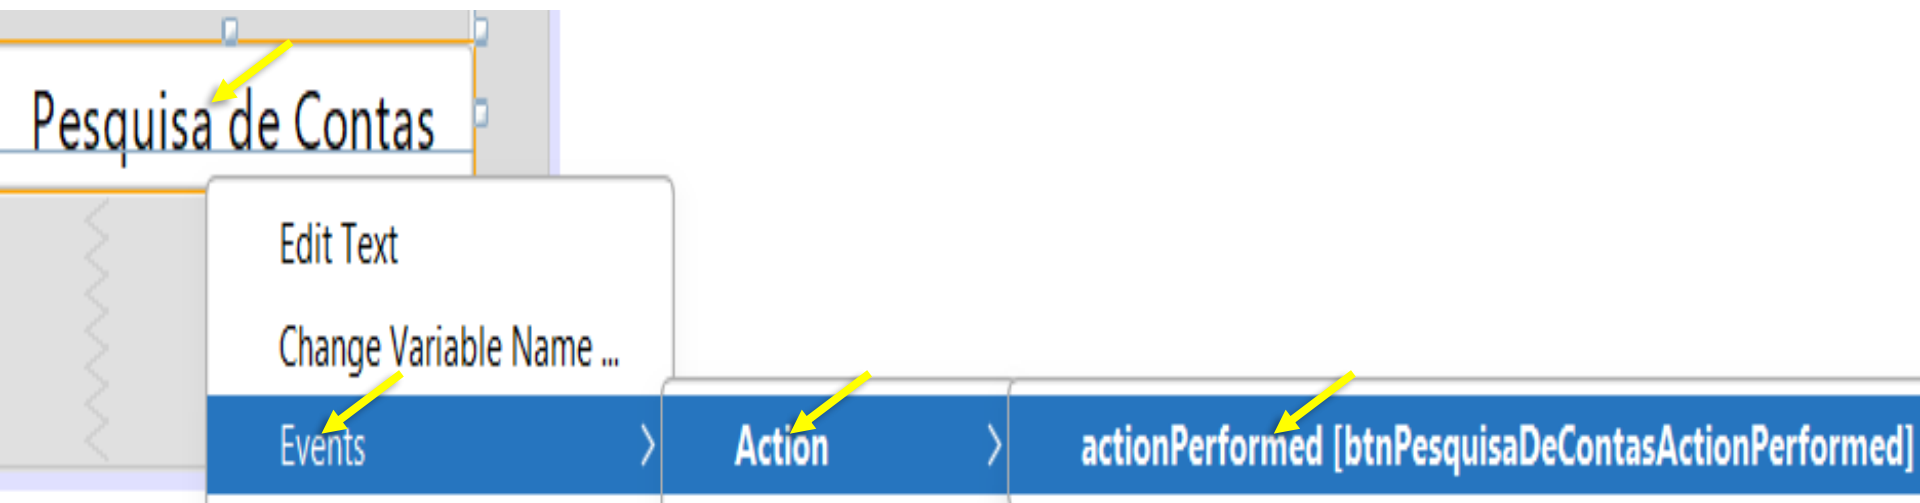 Pesquisa de Contas
Edit Text
Change Variable Name ...
Events
Action
actionPerformed [btnPesquisaDeContasActionPerformed]